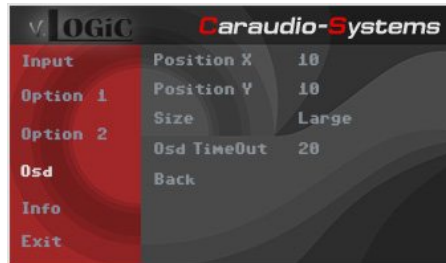 v.LOGiC Caraudio-Systems
Input
Option 1
Option 2
Osd
Info
Exit
Position X 10
Position Y 10
Size Large
Osd TimeOut 20
Back